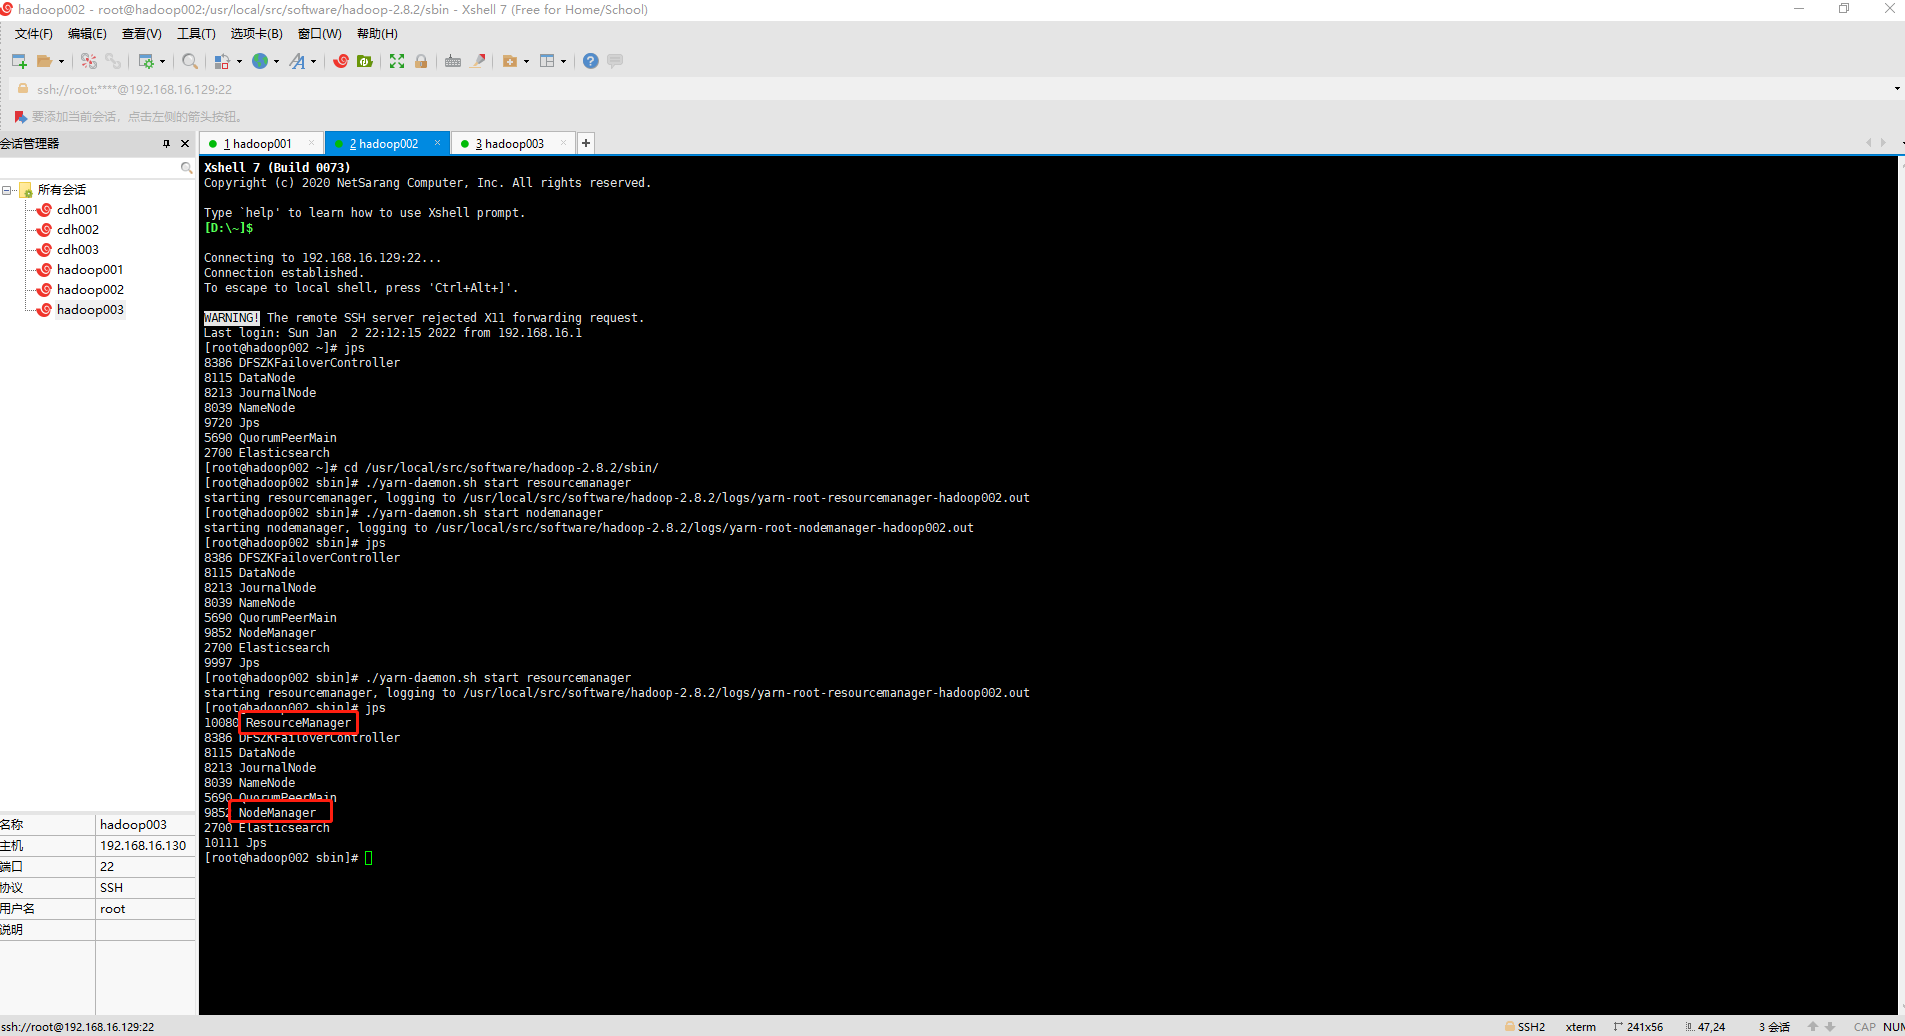 hadoop002 - root@hadoop002:/usr/local/src/software/hadoop-2.8.2/sbin - Xshell 7 (Free for Home/School)
文件(F) 编辑(E) 查看(V) 工具(T) 选项卡(B) 窗口(W) 帮助(H)
ssh://root:****@192.168.16.129:22
要添加当前会话，点击左侧的箭头按钮。
会话管理器
1 hadoop001
2 hadoop002
3 hadoop003
所有会话
cdh001
cdh002
cdh003
hadoop001
hadoop002
hadoop003
Xshell 7 (Build 0073)
Copyright (c) 2020 NetSarang Computer, Inc. All rights reserved.
Type `help' to learn how to use Xshell prompt.
[D:\~]$
Connecting to 192.168.16.129:22...
Connection established.
To escape to local shell, press 'Ctrl+Alt+]'.
WARNING! The remote SSH server rejected X11 forwarding request.
Last login: Sun Jan  2 22:12:15 2022 from 192.168.16.1
[root@hadoop002 ~]# jps
8386 DFSZKFailoverController
8115 DataNode
8213 JournalNode
8039 NameNode
9720 Jps
5690 QuorumPeerMain
2700 Elasticsearch
[root@hadoop002 ~]# cd /usr/local/src/software/hadoop-2.8.2/sbin/
[root@hadoop002 sbin]# ./yarn-daemon.sh start resourcemanager
starting resourcemanager, logging to /usr/local/src/software/hadoop-2.8.2/logs/yarn-root-resourcemanager-hadoop002.out
[root@hadoop002 sbin]# ./yarn-daemon.sh start nodemanager
starting nodemanager, logging to /usr/local/src/software/hadoop-2.8.2/logs/yarn-root-nodemanager-hadoop002.out
[root@hadoop002 sbin]# jps
8386 DFSZKFailoverController
8115 DataNode
8213 JournalNode
8039 NameNode
5690 QuorumPeerMain
9852 NodeManager
2700 Elasticsearch
9997 Jps
[root@hadoop002 sbin]# ./yarn-daemon.sh start resourcemanager
starting resourcemanager, logging to /usr/local/src/software/hadoop-2.8.2/logs/yarn-root-resourcemanager-hadoop002.out
[root@hadoop002 sbin]# jps
10080 ResourceManager
8386 DFSZKFailoverController
8115 DataNode
8213 JournalNode
8039 NameNode
5690 QuorumPeerMain
9852 NodeManager
2700 Elasticsearch
10111 Jps
[root@hadoop002 sbin]#
名称 hadoop003
主机 192.168.16.130
端口 22
协议 SSH
用户名 root
说明
ssh://root@192.168.16.129:22
SSH2 xterm 241x56 47,24 3 会话 CAP NUM